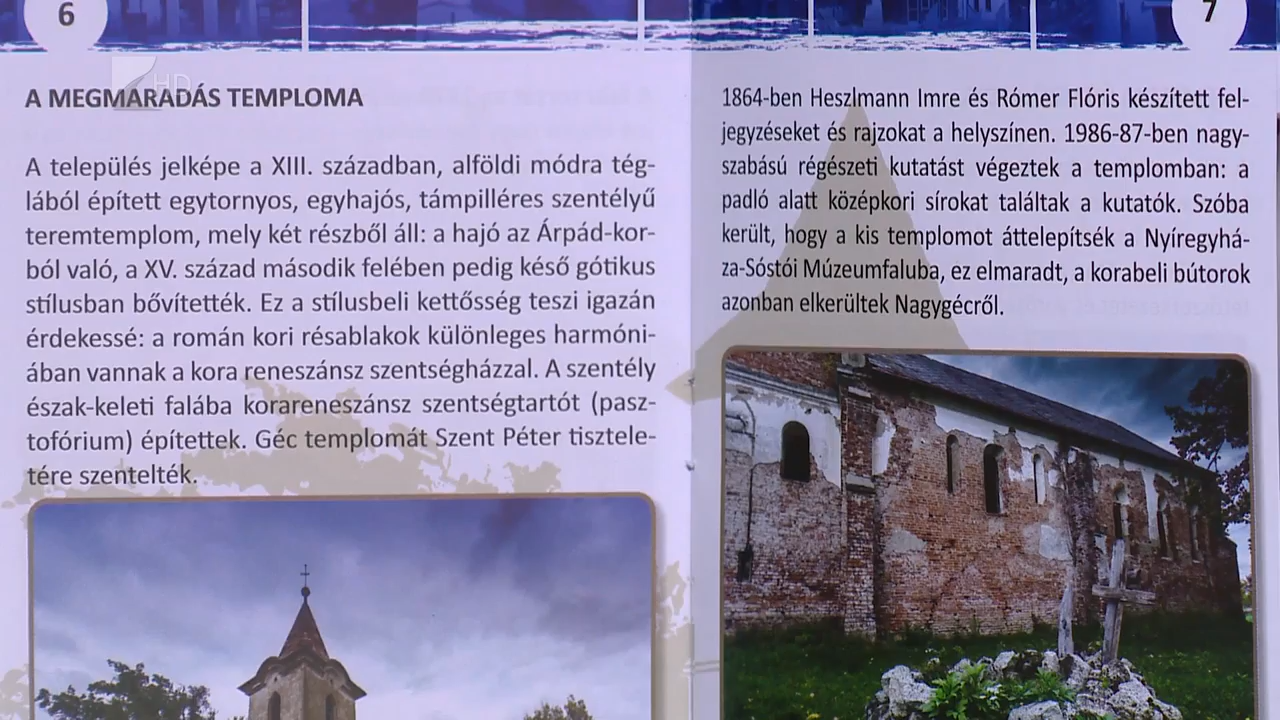 6
HD
A MEGMARADÁS TEMPLOMA
A település jelképe a XIII. században, alföldi módra tég-
lából épített egytornyos, egyhajós, támpilléres szentélyű
teremtemplom, mely két részből áll: a hajó az Árpád-kor-
ból való, a XV. század második felében pedig késő gótikus
stílusban bővítették. Ez a stílusbeli kettősség teszi igazán
érdekessé: a román kori résablakok különleges harmóni-
ában vannak a kora reneszánsz szentségházzal. A szentély
észak-keleti falába korareneszánsz szentségtartót (pasz-
tofórium) építettek. Géc templomát Szent Péter tisztele-
tére szentelték.
7
1864-ben Heszlmann Imre és Rómer Flóris készített fel-
jegyzéseket és rajzokat a helyszínen. 1986-87-ben nagy-
szabású régészeti kutatást végeztek a templomban: a
padló alatt középkori sírokat találtak a kutatók. Szóba
került, hogy a kis templomot áttelepítsék a Nyíregyhá-
za-Sóstói Múzeumfaluba, ez elmaradt, a korabeli bútorok
azonban elkerültek Nagygécről.